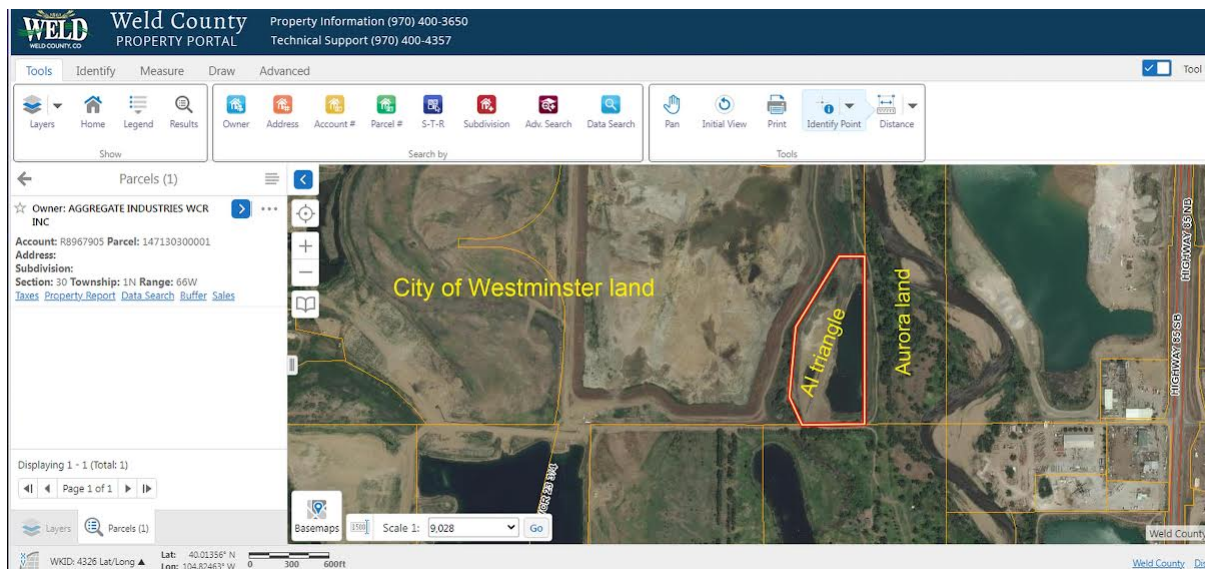 WELD
WELD COUNTY, CO
Weld County
PROPERTY PORTAL
Property Information (970) 400-3650
Technical Support (970) 400-4357
Tools Identify Measure Draw Advanced
Tool
Layers Home Legend Results
Show
Owner Address Account # Parcel # S-T-R Subdivision Adv. Search Data Search
Search by
Pan Initial View Print Identify Point Distance
Tools
Parcels (1)
Owner: AGGREGATE INDUSTRIES WCR
INC
Account: R8967905 Parcel: 147130300001
Address:
Subdivision:
Section: 30 Township: 1N Range: 66W
Taxes Property Report Data Search Buffer Sales
City of Westminster land
AI triangle
Aurora land
HIGHWAY 85 NB
HIGHWAY 85 SB
WCR 23 3/4
Displaying 1 - 1 (Total: 1)
Page 1 of 1
Layers Parcels (1)
Basemaps Scale 1: 9,028 Go
Weld County
WKID: 4326 Lat/Long ▲ Lat: 40.01356° N
Lon: 104.82463° W
0 300 600ft
Weld County Dis